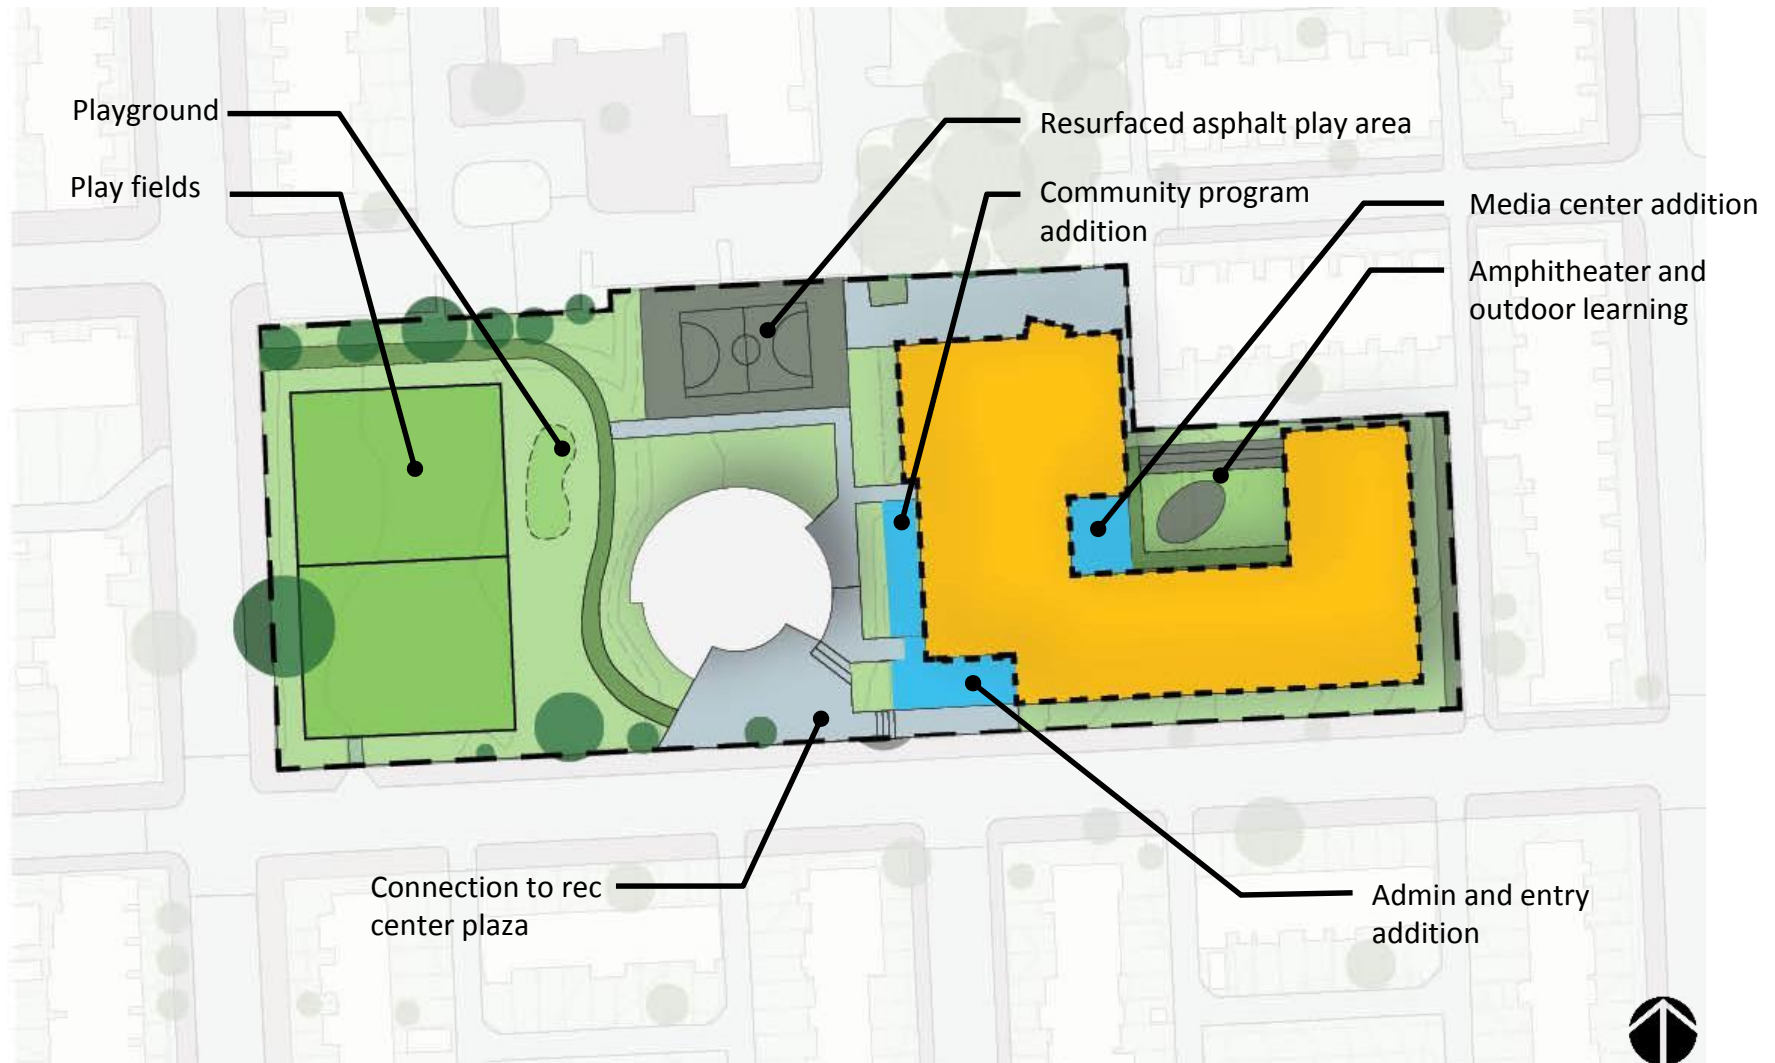 Playground
Play fields
Resurfaced asphalt play area
Community program
addition
Media center addition
Amphitheater and
outdoor learning
Connection to rec
center plaza
Admin and entry
addition